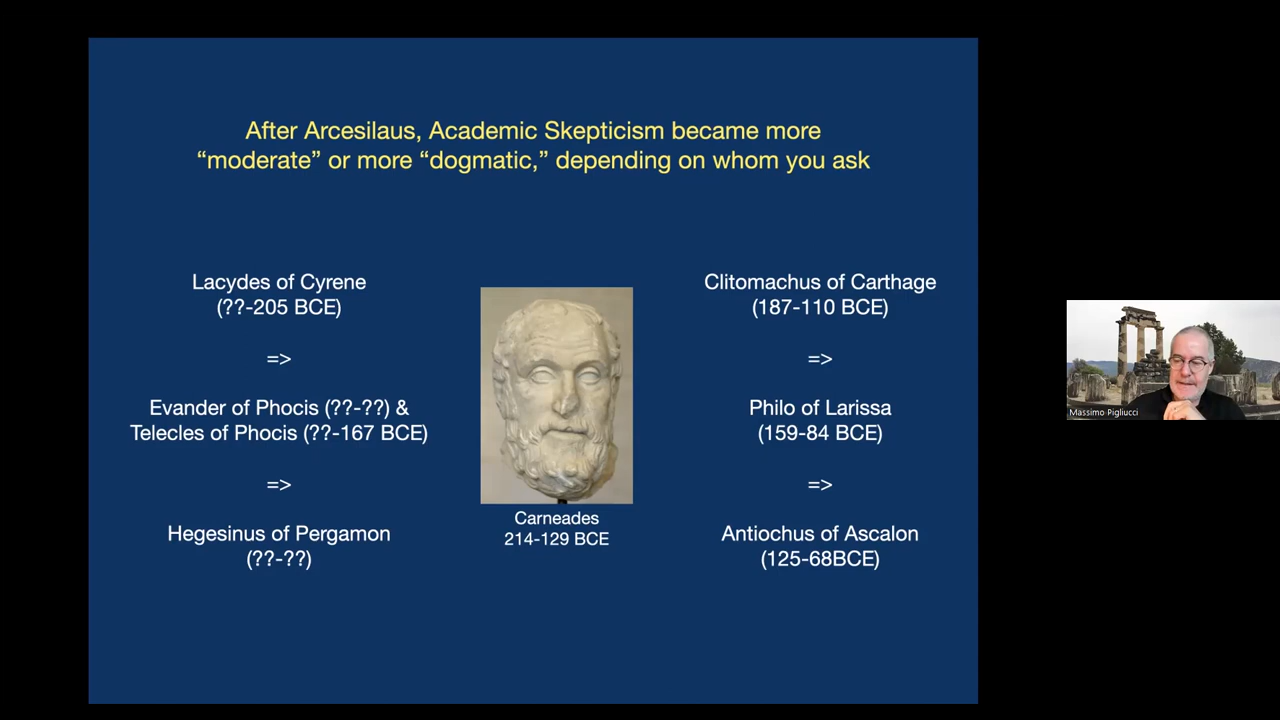 After Arcesilaus, Academic Skepticism became more
“moderate” or more “dogmatic,” depending on whom you ask
Lacydes of Cyrene
(??-205 BCE)
=>
Evander of Phocis (??-??) &
Telecles of Phocis (??-167 BCE)
=>
Hegesinus of Pergamon
(??-??)
Carneades
214-129 BCE
Clitomachus of Carthage
(187-110 BCE)
=>
Philo of Larissa
(159-84 BCE)
=>
Antiochus of Ascalon
(125-68BCE)
Massimo Pigliucci